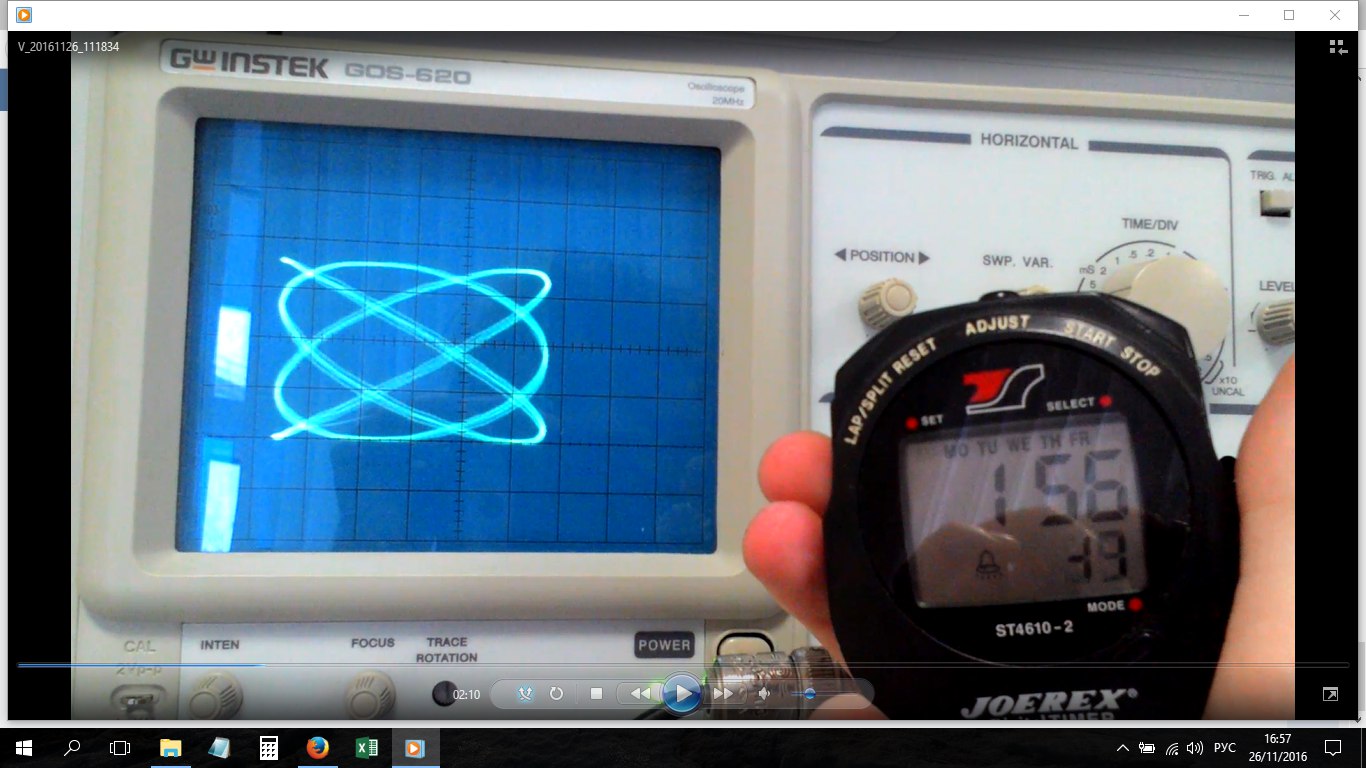 V_20161126_111834
GW INSTEK GOS-620
Oscilloscope
20MHz
HORIZONTAL
TRIG. AL
TIME/DIV
◀ POSITION ▶
SWP. VAR.
mS 2 1 .5 .2 .1
5
LEVEL
x10
UNCAL
LAP/SPLIT RESET
ADJUST
START STOP
SET
SELECT
MO TU WE TH FR
1 56
19
MODE
ST4610-2
JOEREX®
CAL
2Vp-p
INTEN
FOCUS
TRACE
ROTATION
POWER
02:10
РУС
16:57
26/11/2016